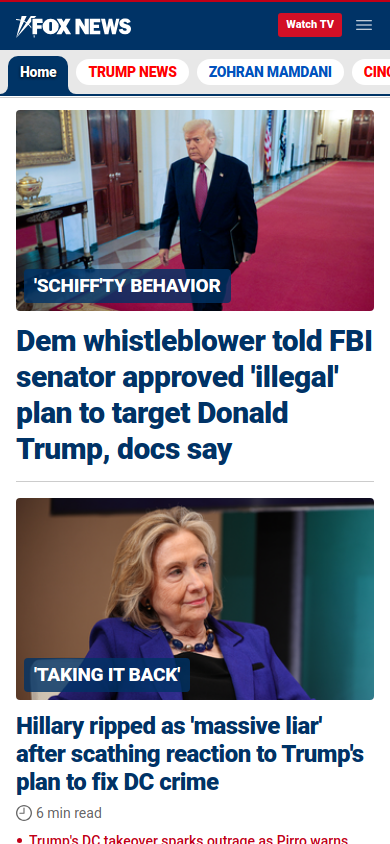 FOX NEWS
Watch TV
Home
TRUMP NEWS
ZOHRAN MAMDANI
CINC
'SCHIFF'TY BEHAVIOR
Dem whistleblower told FBI
senator approved 'illegal'
plan to target Donald
Trump, docs say
'TAKING IT BACK'
Hillary ripped as 'massive liar'
after scathing reaction to Trump's
plan to fix DC crime
6 min read
Trump's DC takeover sparks outrage as Pirro warns